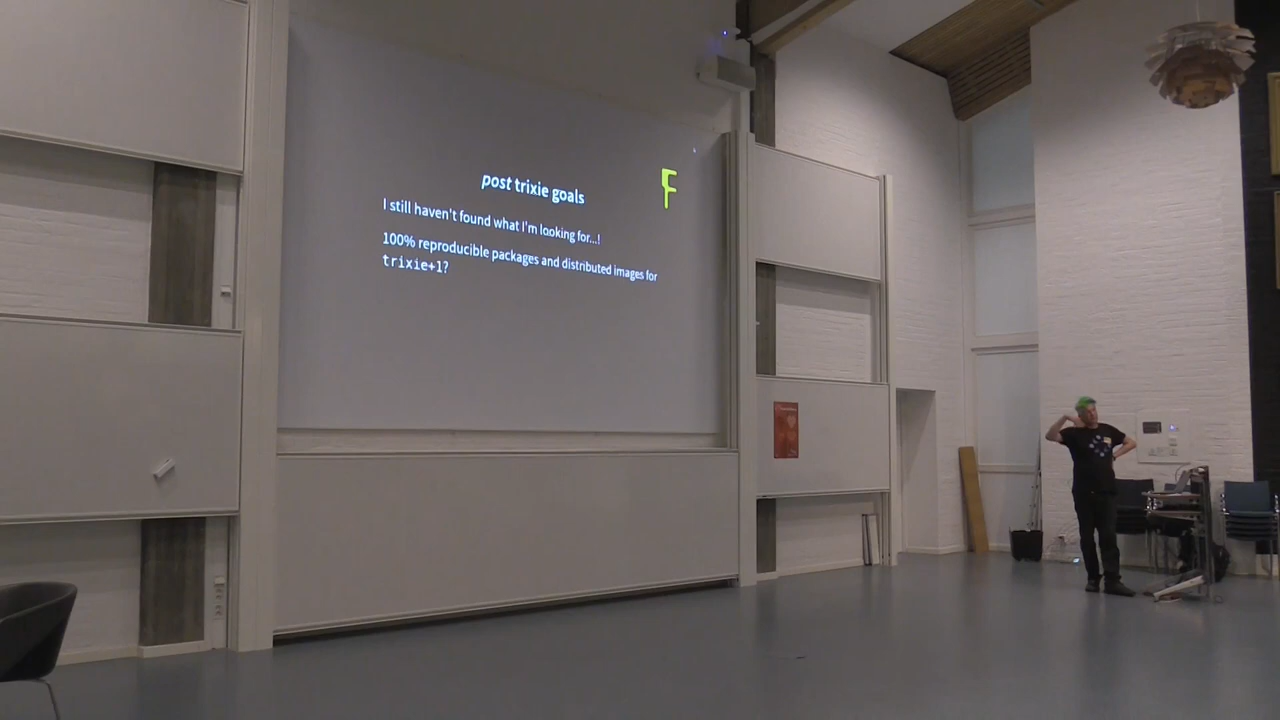 post trixie goals
I still haven't found what I'm looking for...!
100% reproducible packages and distributed images for
trixie+1?